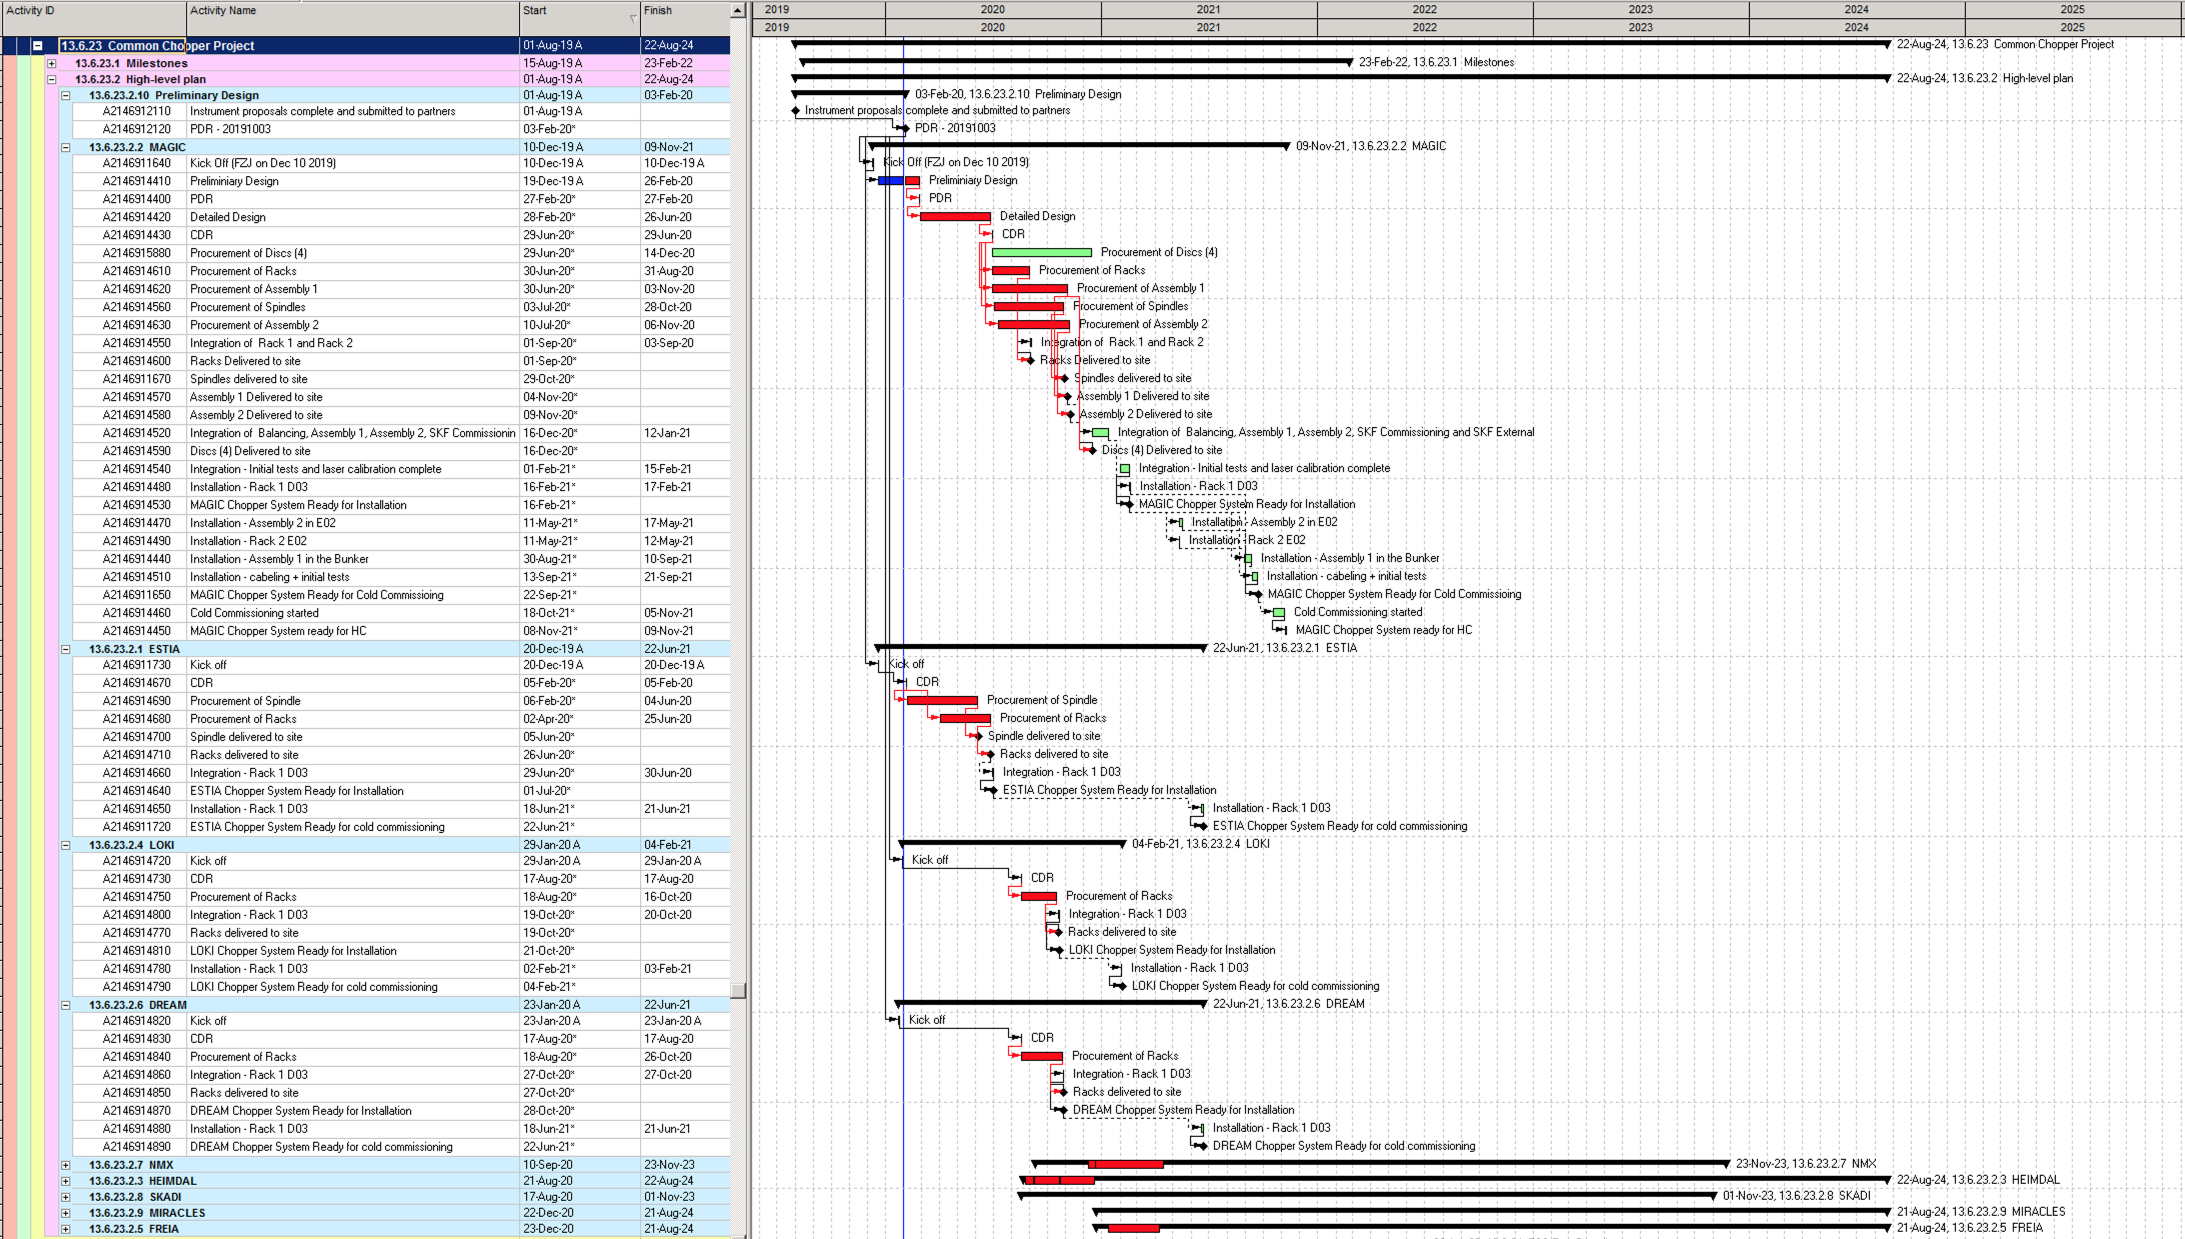 Activity ID Activity Name Start Finish 2019 2020 2021 2022 2023 2024 2025
2019 2020 2021 2022 2023 2024 2025
13.6.23 Common Chopper Project 01-Aug-19 A 22-Aug-24 22-Aug-24, 13.6.23 Common Chopper Project
13.6.23.1 Milestones 15-Aug-19 A 23-Feb-22 23-Feb-22, 13.6.23.1 Milestones
13.6.23.2 High-level plan 01-Aug-19 A 22-Aug-24 22-Aug-24, 13.6.23.2 High-level plan
13.6.23.2.10 Preliminary Design 01-Aug-19 A 03-Feb-20 03-Feb-20, 13.6.23.2.10 Preliminary Design
A2146912110 Instrument proposals complete and submitted to partners 01-Aug-19 A Instrument proposals complete and submitted to partners
A2146912120 PDR - 20191003 03-Feb-20* PDR - 20191003
13.6.23.2.2 MAGIC 10-Dec-19 A 09-Nov-21 09-Nov-21, 13.6.23.2.2 MAGIC
A2146911640 Kick Off (FZJ on Dec 10 2019) 10-Dec-19 A 10-Dec-19 A Kick Off (FZJ on Dec 10 2019)
A2146914410 Preliminiary Design 19-Dec-19 A 26-Feb-20 Preliminiary Design
A2146914400 PDR 27-Feb-20* 27-Feb-20 PDR
A2146914420 Detailed Design 28-Feb-20* 26-Jun-20 Detailed Design
A2146914430 CDR 29-Jun-20* 29-Jun-20 CDR
A2146915880 Procurement of Discs (4) 29-Jun-20* 14-Dec-20 Procurement of Discs (4)
A2146914610 Procurement of Racks 30-Jun-20* 31-Aug-20 Procurement of Racks
A2146914620 Procurement of Assembly 1 30-Jun-20* 03-Nov-20 Procurement of Assembly 1
A2146914560 Procurement of Spindles 03-Jul-20* 28-Oct-20 Procurement of Spindles
A2146914630 Procurement of Assembly 2 10-Jul-20* 06-Nov-20 Procurement of Assembly 2
A2146914550 Integration of Rack 1 and Rack 2 01-Sep-20* 03-Sep-20 Integration of Rack 1 and Rack 2
A2146914600 Racks Delivered to site 01-Sep-20* Racks Delivered to site
A2146911670 Spindles delivered to site 29-Oct-20* Spindles delivered to site
A2146914570 Assembly 1 Delivered to site 04-Nov-20* Assembly 1 Delivered to site
A2146914580 Assembly 2 Delivered to site 09-Nov-20* Assembly 2 Delivered to site
A2146914520 Integration of Balancing, Assembly 1, Assembly 2, SKF Commissionin 16-Dec-20* 12-Jan-21 Integration of Balancing, Assembly 1, Assembly 2, SKF Commissioning and SKF External
A2146914590 Discs (4) Delivered to site 16-Dec-20* Discs (4) Delivered to site
A2146914540 Integration - Initial tests and laser calibration complete 01-Feb-21* 15-Feb-21 Integration - Initial tests and laser calibration complete
A2146914480 Installation - Rack 1 D03 16-Feb-21* 17-Feb-21 Installation - Rack 1 D03
A2146914530 MAGIC Chopper System Ready for Installation 16-Feb-21* MAGIC Chopper System Ready for Installation
A2146914470 Installation - Assembly 2 in E02 11-May-21* 17-May-21 Installation - Assembly 2 in E02
A2146914490 Installation - Rack 2 E02 11-May-21* 12-May-21 Installation - Rack 2 E02
A2146914440 Installation - Assembly 1 in the Bunker 30-Aug-21* 10-Sep-21 Installation - Assembly 1 in the Bunker
A2146914510 Installation - cabeling + initial tests 13-Sep-21* 21-Sep-21 Installation - cabeling + initial tests
A2146911650 MAGIC Chopper System Ready for Cold Commissioing 22-Sep-21* MAGIC Chopper System Ready for Cold Commissioing
A2146914460 Cold Commissioning started 18-Oct-21* 05-Nov-21 Cold Commissioning started
A2146914450 MAGIC Chopper System ready for HC 08-Nov-21* 09-Nov-21 MAGIC Chopper System ready for HC
13.6.23.2.1 ESTIA 20-Dec-19 A 22-Jun-21 22-Jun-21, 13.6.23.2.1 ESTIA
A2146911730 Kick off 20-Dec-19 A 20-Dec-19 A Kick off
A2146914670 CDR 05-Feb-20* 05-Feb-20 CDR
A2146914690 Procurement of Spindle 06-Feb-20* 04-Jun-20 Procurement of Spindle
A2146914680 Procurement of Racks 02-Apr-20* 25-Jun-20 Procurement of Racks
A2146914700 Spindle delivered to site 05-Jun-20* Spindle delivered to site
A2146914710 Racks delivered to site 26-Jun-20* Racks delivered to site
A2146914660 Integration - Rack 1 D03 29-Jun-20* 30-Jun-20 Integration - Rack 1 D03
A2146914640 ESTIA Chopper System Ready for Installation 01-Jul-20* ESTIA Chopper System Ready for Installation
A2146914650 Installation - Rack 1 D03 18-Jun-21* 21-Jun-21 Installation - Rack 1 D03
A2146911720 ESTIA Chopper System Ready for cold commissioning 22-Jun-21* ESTIA Chopper System Ready for cold commissioning
13.6.23.2.4 LOKI 29-Jan-20 A 04-Feb-21 04-Feb-21, 13.6.23.2.4 LOKI
A2146914720 Kick off 29-Jan-20 A 29-Jan-20 A Kick off
A2146914730 CDR 17-Aug-20* 17-Aug-20 CDR
A2146914750 Procurement of Racks 18-Aug-20* 16-Oct-20 Procurement of Racks
A2146914800 Integration - Rack 1 D03 19-Oct-20* 20-Oct-20 Integration - Rack 1 D03
A2146914770 Racks delivered to site 19-Oct-20* Racks delivered to site
A2146914810 LOKI Chopper System Ready for Installation 21-Oct-20* LOKI Chopper System Ready for Installation
A2146914780 Installation - Rack 1 D03 02-Feb-21* 03-Feb-21 Installation - Rack 1 D03
A2146914790 LOKI Chopper System Ready for cold commissioning 04-Feb-21* LOKI Chopper System Ready for cold commissioning
13.6.23.2.6 DREAM 23-Jan-20 A 22-Jun-21 22-Jun-21, 13.6.23.2.6 DREAM
A2146914820 Kick off 23-Jan-20 A 23-Jan-20 A Kick off
A2146914830 CDR 17-Aug-20* 17-Aug-20 CDR
A2146914840 Procurement of Racks 18-Aug-20* 26-Oct-20 Procurement of Racks
A2146914860 Integration - Rack 1 D03 27-Oct-20* 27-Oct-20 Integration - Rack 1 D03
A2146914850 Racks delivered to site 27-Oct-20* Racks delivered to site
A2146914870 DREAM Chopper System Ready for Installation 28-Oct-20* DREAM Chopper System Ready for Installation
A2146914880 Installation - Rack 1 D03 18-Jun-21* 21-Jun-21 Installation - Rack 1 D03
A2146914890 DREAM Chopper System Ready for cold commissioning 22-Jun-21* DREAM Chopper System Ready for cold commissioning
13.6.23.2.7 NMX 10-Sep-20 23-Nov-23 23-Nov-23, 13.6.23.2.7 NMX
13.6.23.2.3 HEIMDAL 21-Aug-20 22-Aug-24 22-Aug-24, 13.6.23.2.3 HEIMDAL
13.6.23.2.8 SKADI 17-Aug-20 01-Nov-23 01-Nov-23, 13.6.23.2.8 SKADI
13.6.23.2.9 MIRACLES 22-Dec-20 21-Aug-24 21-Aug-24, 13.6.23.2.9 MIRACLES
13.6.23.2.5 FREIA 23-Dec-20 21-Aug-24 21-Aug-24, 13.6.23.2.5 FREIA